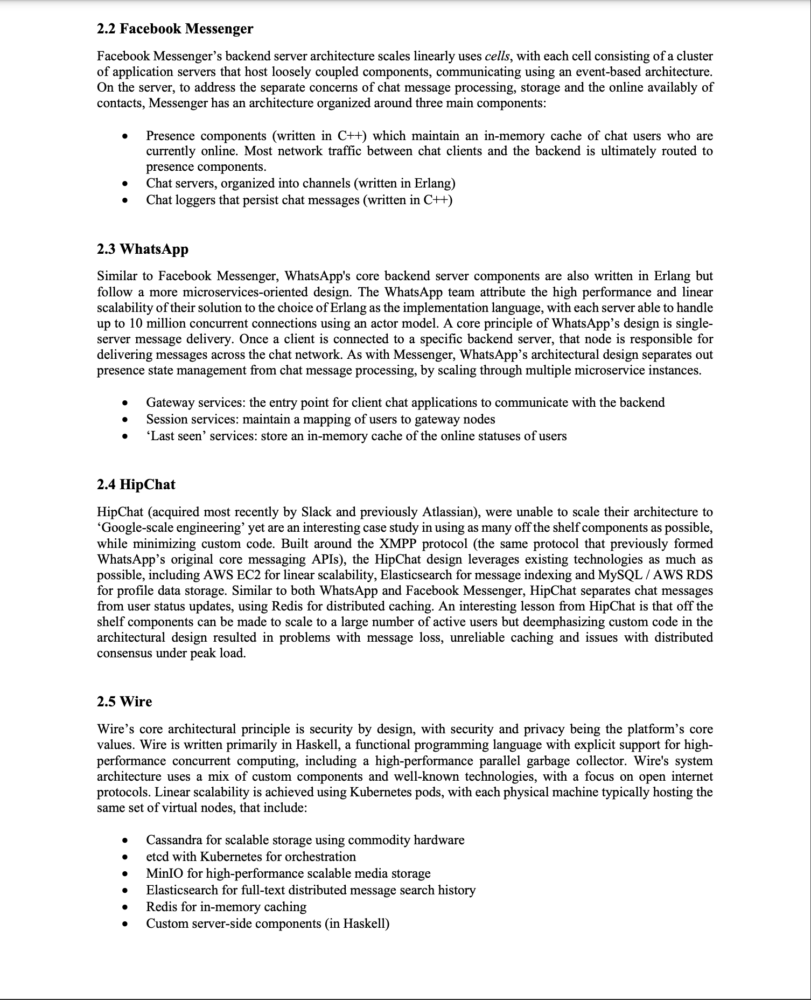 2.2 Facebook Messenger
Facebook Messenger’s backend server architecture scales linearly uses cells, with each cell consisting of a cluster
of application servers that host loosely coupled components, communicating using an event-based architecture.
On the server, to address the separate concerns of chat message processing, storage and the online availably of
contacts, Messenger has an architecture organized around three main components:
• Presence components (written in C++) which maintain an in-memory cache of chat users who are
currently online. Most network traffic between chat clients and the backend is ultimately routed to
presence components.
• Chat servers, organized into channels (written in Erlang)
• Chat loggers that persist chat messages (written in C++)
2.3 WhatsApp
Similar to Facebook Messenger, WhatsApp's core backend server components are also written in Erlang but
follow a more microservices-oriented design. The WhatsApp team attribute the high performance and linear
scalability of their solution to the choice of Erlang as the implementation language, with each server able to handle
up to 10 million concurrent connections using an actor model. A core principle of WhatsApp’s design is single-
server message delivery. Once a client is connected to a specific backend server, that node is responsible for
delivering messages across the chat network. As with Messenger, WhatsApp’s architectural design separates out
presence state management from chat message processing, by scaling through multiple microservice instances.
• Gateway services: the entry point for client chat applications to communicate with the backend
• Session services: maintain a mapping of users to gateway nodes
• ‘Last seen’ services: store an in-memory cache of the online statuses of users
2.4 HipChat
HipChat (acquired most recently by Slack and previously Atlassian), were unable to scale their architecture to
‘Google-scale engineering’ yet are an interesting case study in using as many off the shelf components as possible,
while minimizing custom code. Built around the XMPP protocol (the same protocol that previously formed
WhatsApp’s original core messaging APIs), the HipChat design leverages existing technologies as much as
possible, including AWS EC2 for linear scalability, Elasticsearch for message indexing and MySQL / AWS RDS
for profile data storage. Similar to both WhatsApp and Facebook Messenger, HipChat separates chat messages
from user status updates, using Redis for distributed caching. An interesting lesson from HipChat is that off the
shelf components can be made to scale to a large number of active users but deemphasizing custom code in the
architectural design resulted in problems with message loss, unreliable caching and issues with distributed
consensus under peak load.
2.5 Wire
Wire’s core architectural principle is security by design, with security and privacy being the platform’s core
values. Wire is written primarily in Haskell, a functional programming language with explicit support for high-
performance concurrent computing, including a high-performance parallel garbage collector. Wire's system
architecture uses a mix of custom components and well-known technologies, with a focus on open internet
protocols. Linear scalability is achieved using Kubernetes pods, with each physical machine typically hosting the
same set of virtual nodes, that include:
• Cassandra for scalable storage using commodity hardware
• etcd with Kubernetes for orchestration
• MinIO for high-performance scalable media storage
• Elasticsearch for full-text distributed message search history
• Redis for in-memory caching
• Custom server-side components (in Haskell)